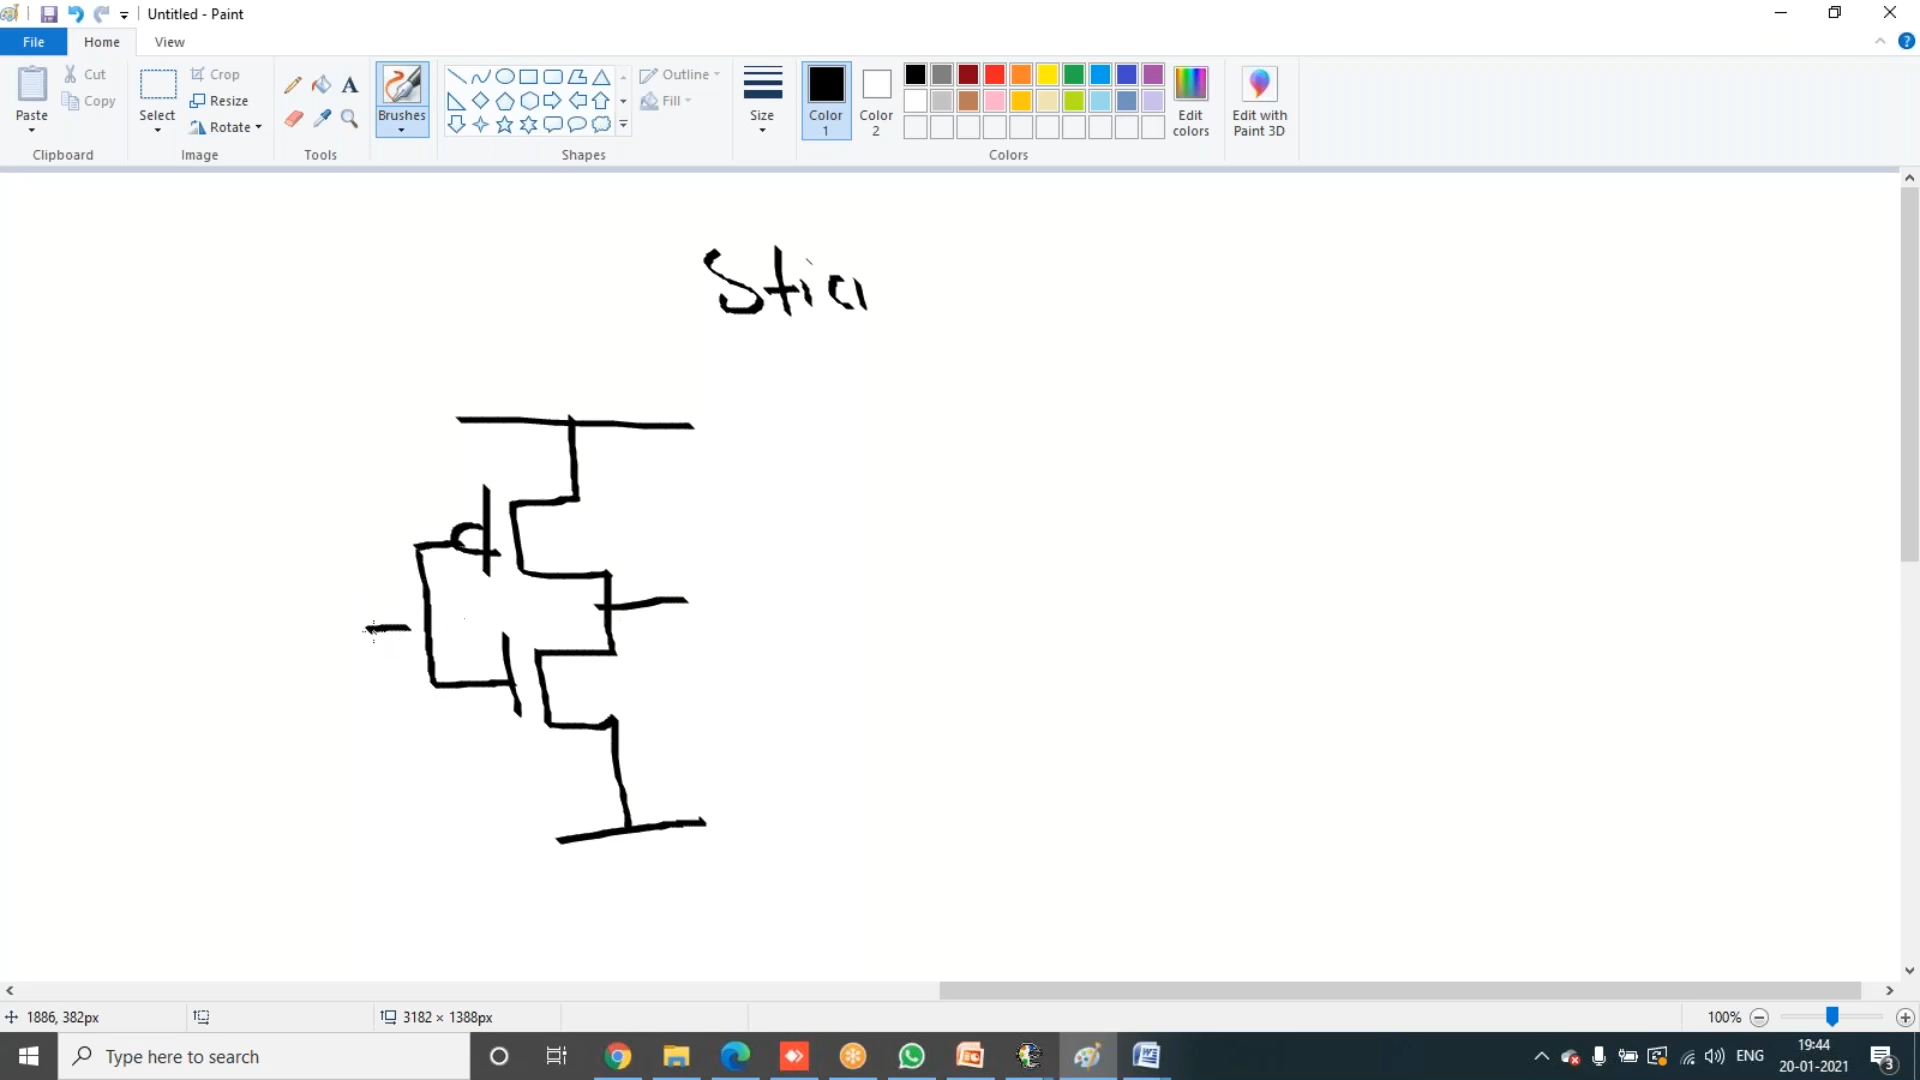 Untitled - Paint
File
Home
View
Paste
Cut
Copy
Clipboard
Select
Crop
Resize
Rotate
Image
A
Tools
Brushes
Shapes
Outline
Fill
Size
Color
1
Color
2
Edit
colors
Colors
Edit with
Paint 3D
1886, 382px
3182 × 1388px
100%
Type here to search
ENG
19:44
20-01-2021
3